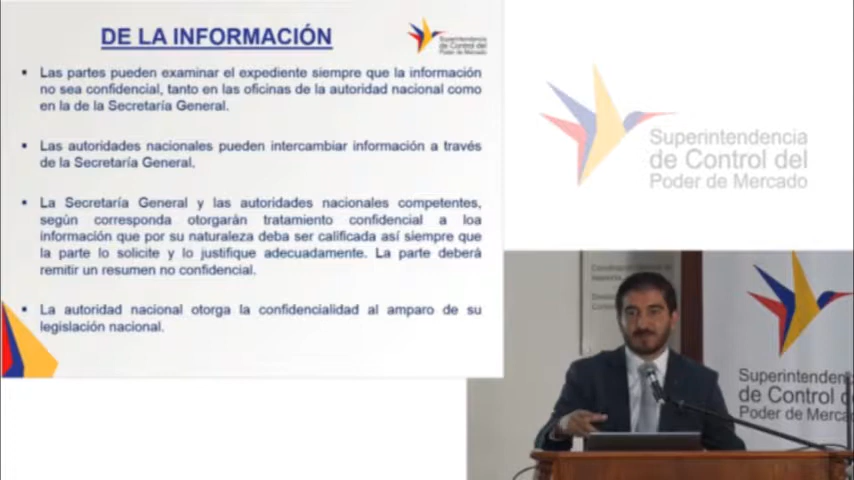 DE LA INFORMACIÓN
Superintendencia
de Control del
Poder de Mercado
Las partes pueden examinar el expediente siempre que la información
no sea confidencial, tanto en las oficinas de la autoridad nacional como
en la de la Secretaría General.
Las autoridades nacionales pueden intercambiar información a través
de la Secretaría General.
La Secretaría General y las autoridades nacionales competentes,
según corresponda otorgarán tratamiento confidencial a loa
información que por su naturaleza deba ser calificada así siempre que
la parte lo solicite y lo justifique adecuadamente. La parte deberá
remitir un resumen no confidencial.
La autoridad nacional otorga la confidencialidad al amparo de su
legislación nacional.
Superintendencia
de Control del
Poder de Mercado
Superintendenc
de Control d
Poder de Merca